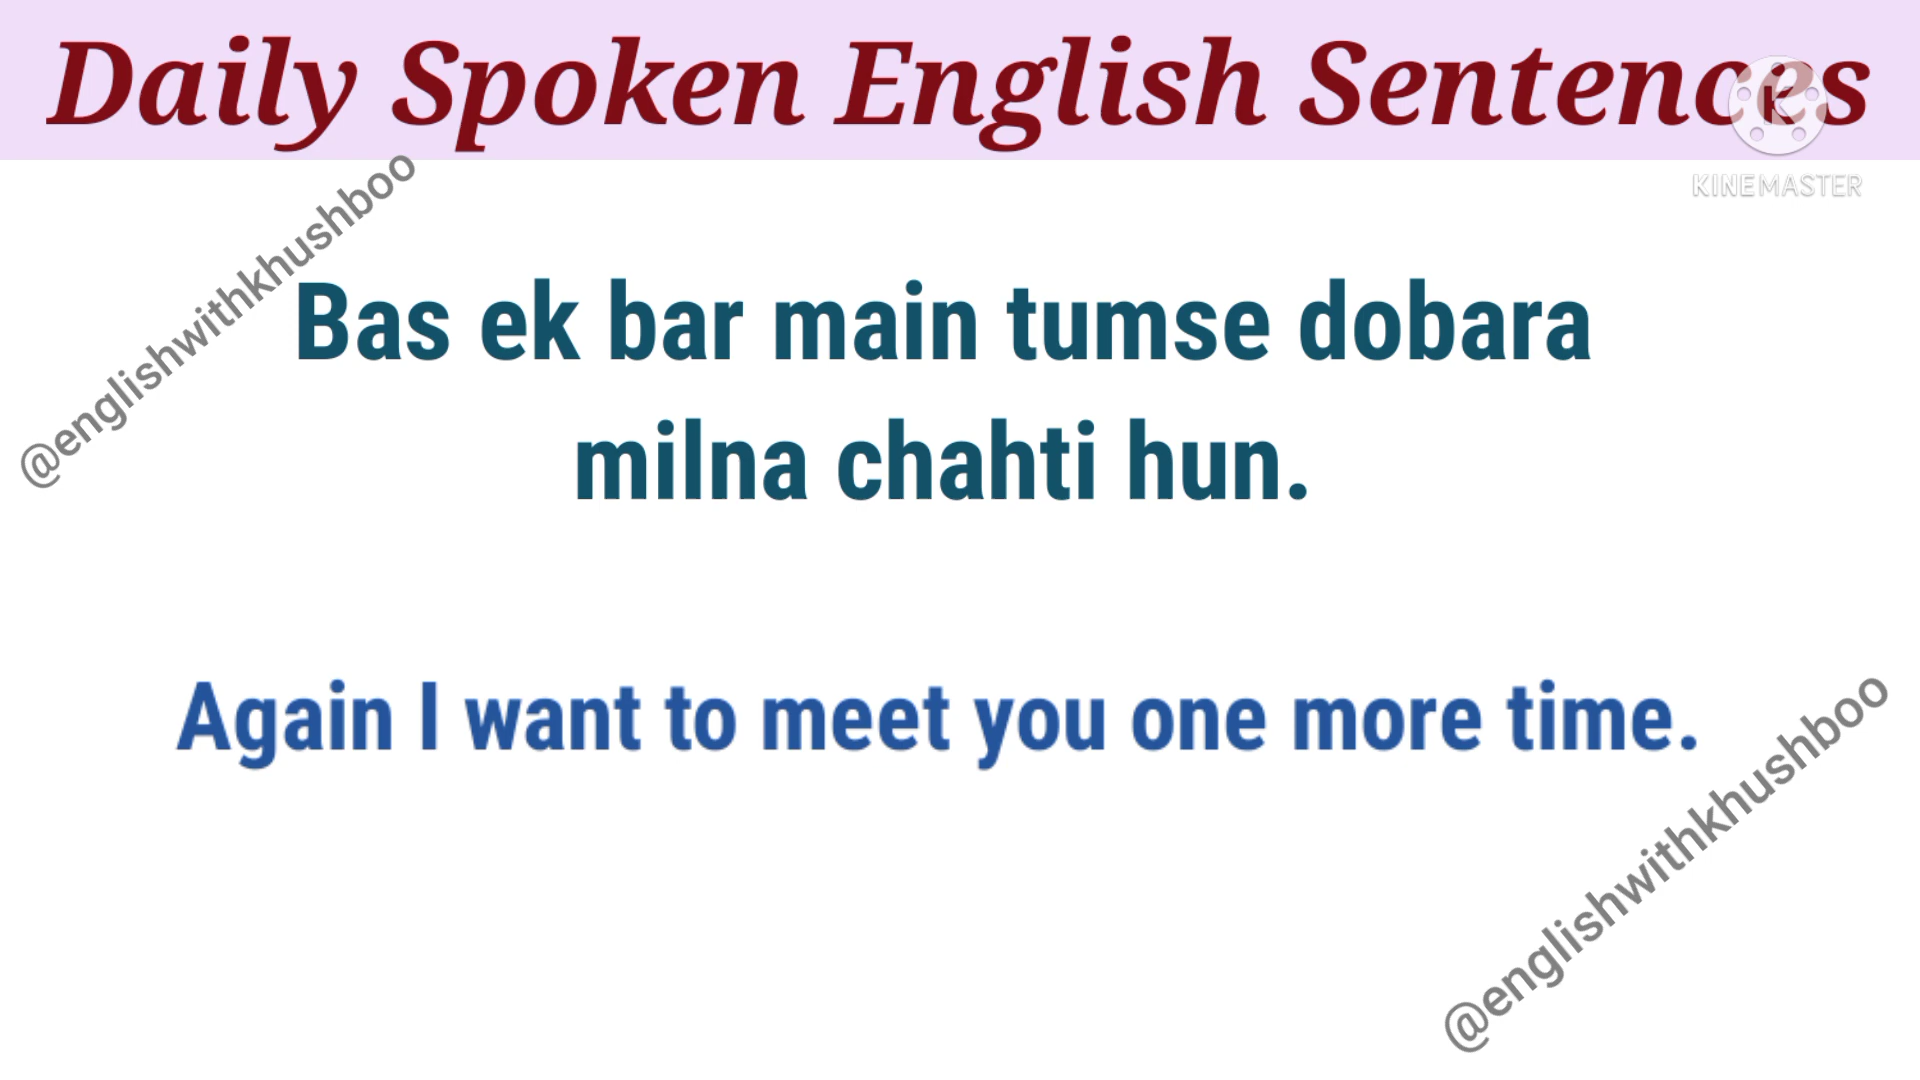 Daily Spoken English Sentences
KINEMASTER
@englishwithkhushboo
Bas ek bar main tumse dobara
milna chahti hun.
Again I want to meet you one more time.
@englishwithkhushboo